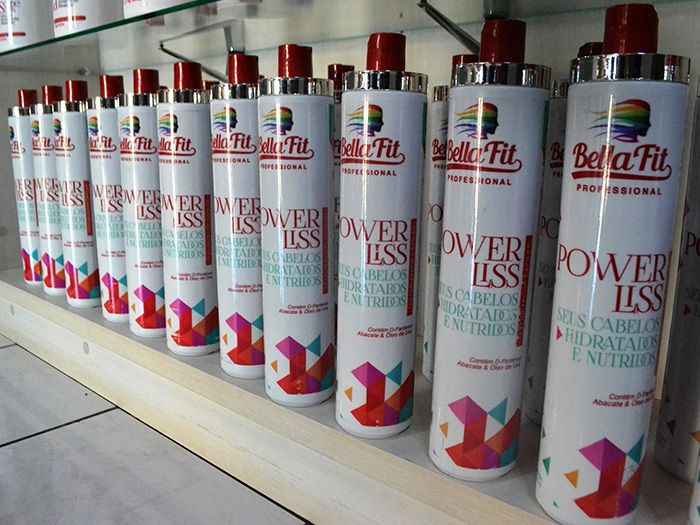 Bella Fit
PROFESSIONAL
POWER
LISS
SEUS CABELOS
HIDRATADOS
E NUTRIDOS
Contém D-Pantenol
Abacate & Óleo de Uva